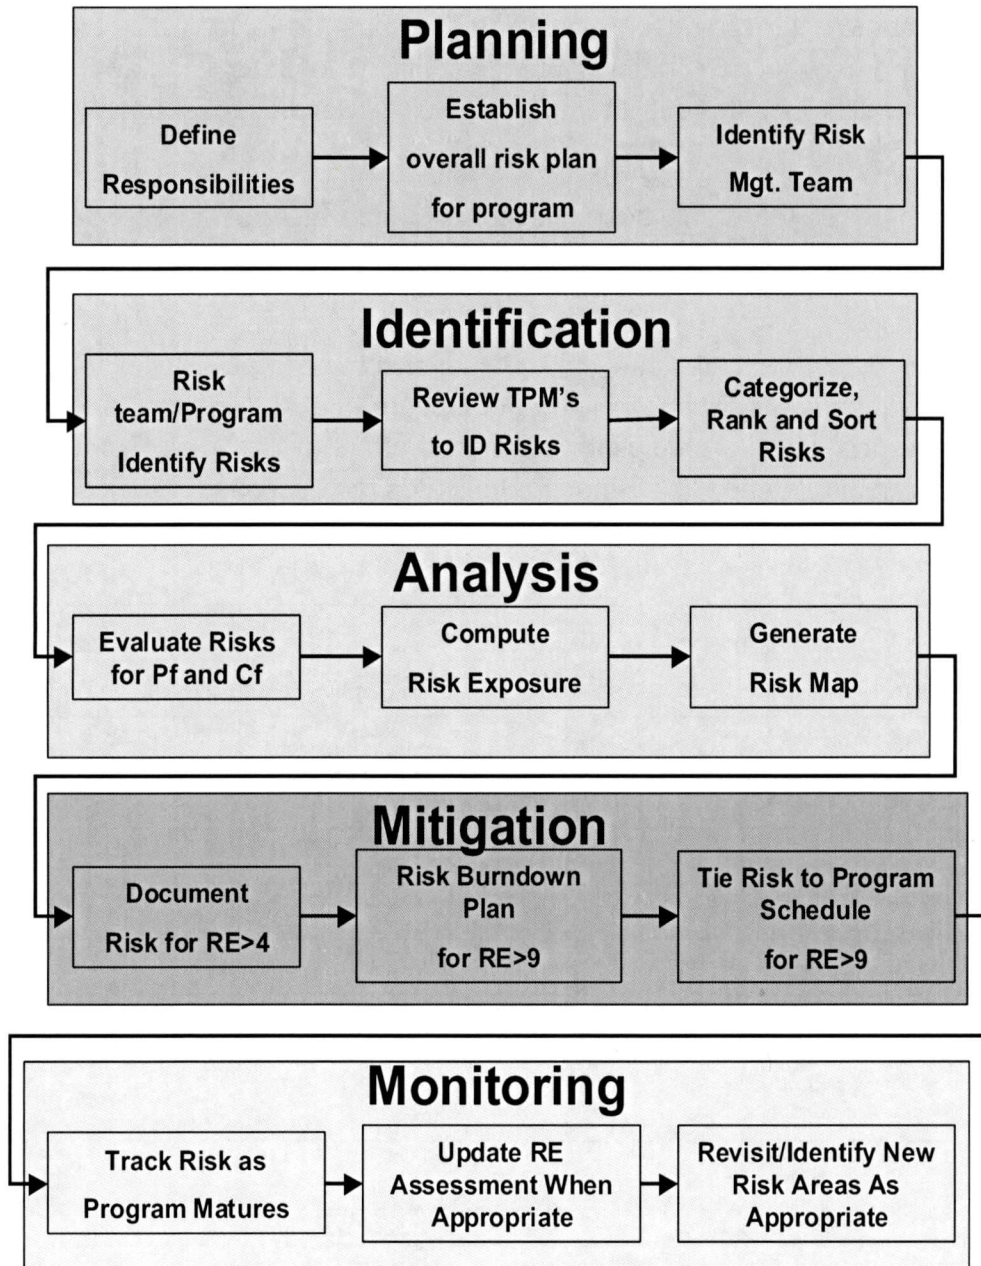 Planning
Define
Responsibilities
Establish
overall risk plan
for program
Identify Risk
Mgt. Team
Identification
Risk
team/Program
Identify Risks
Review TPM's
to ID Risks
Categorize,
Rank and Sort
Risks
Analysis
Evaluate Risks
for Pf and Cf
Compute
Risk Exposure
Generate
Risk Map
Mitigation
Document
Risk for RE>4
Risk Burndown
Plan
for RE>9
Tie Risk to Program
Schedule
for RE>9
Monitoring
Track Risk as
Program Matures
Update RE
Assessment When
Appropriate
Revisit/Identify New
Risk Areas As
Appropriate